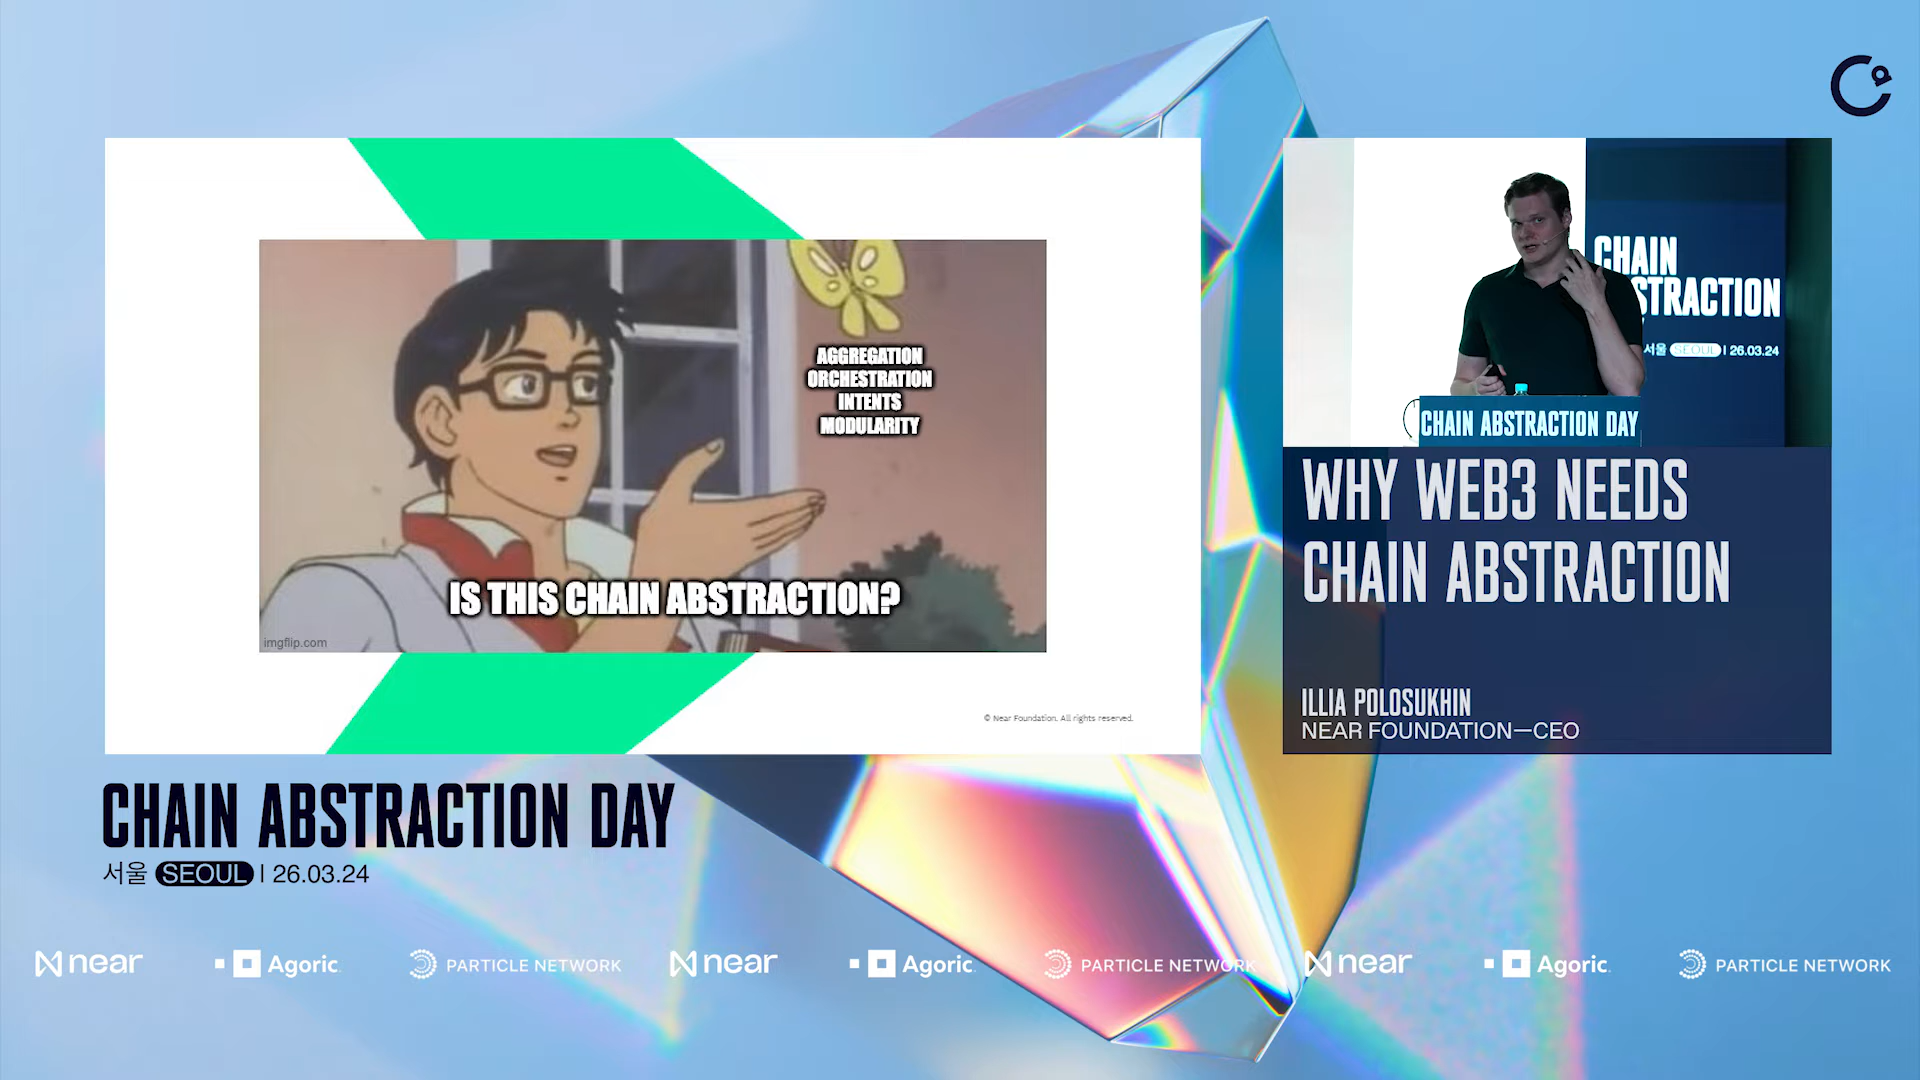 AGGREGATION
ORCHESTRATION
INTENTS
MODULARITY
IS THIS CHAIN ABSTRACTION?
imgflip.com
© Near Foundation. All rights reserved.
CHAIN
STRACTION
서울 SEOUL | 26.03.24
CHAIN ABSTRACTION DAY
WHY WEB3 NEEDS
CHAIN ABSTRACTION
ILLIA POLOSUKHIN
NEAR FOUNDATION—CEO
CHAIN ABSTRACTION DAY
서울 SEOUL | 26.03.24
near Agoric PARTICLE NETWORK near Agoric PARTICLE NETWORK near Agoric PARTICLE NETWORK